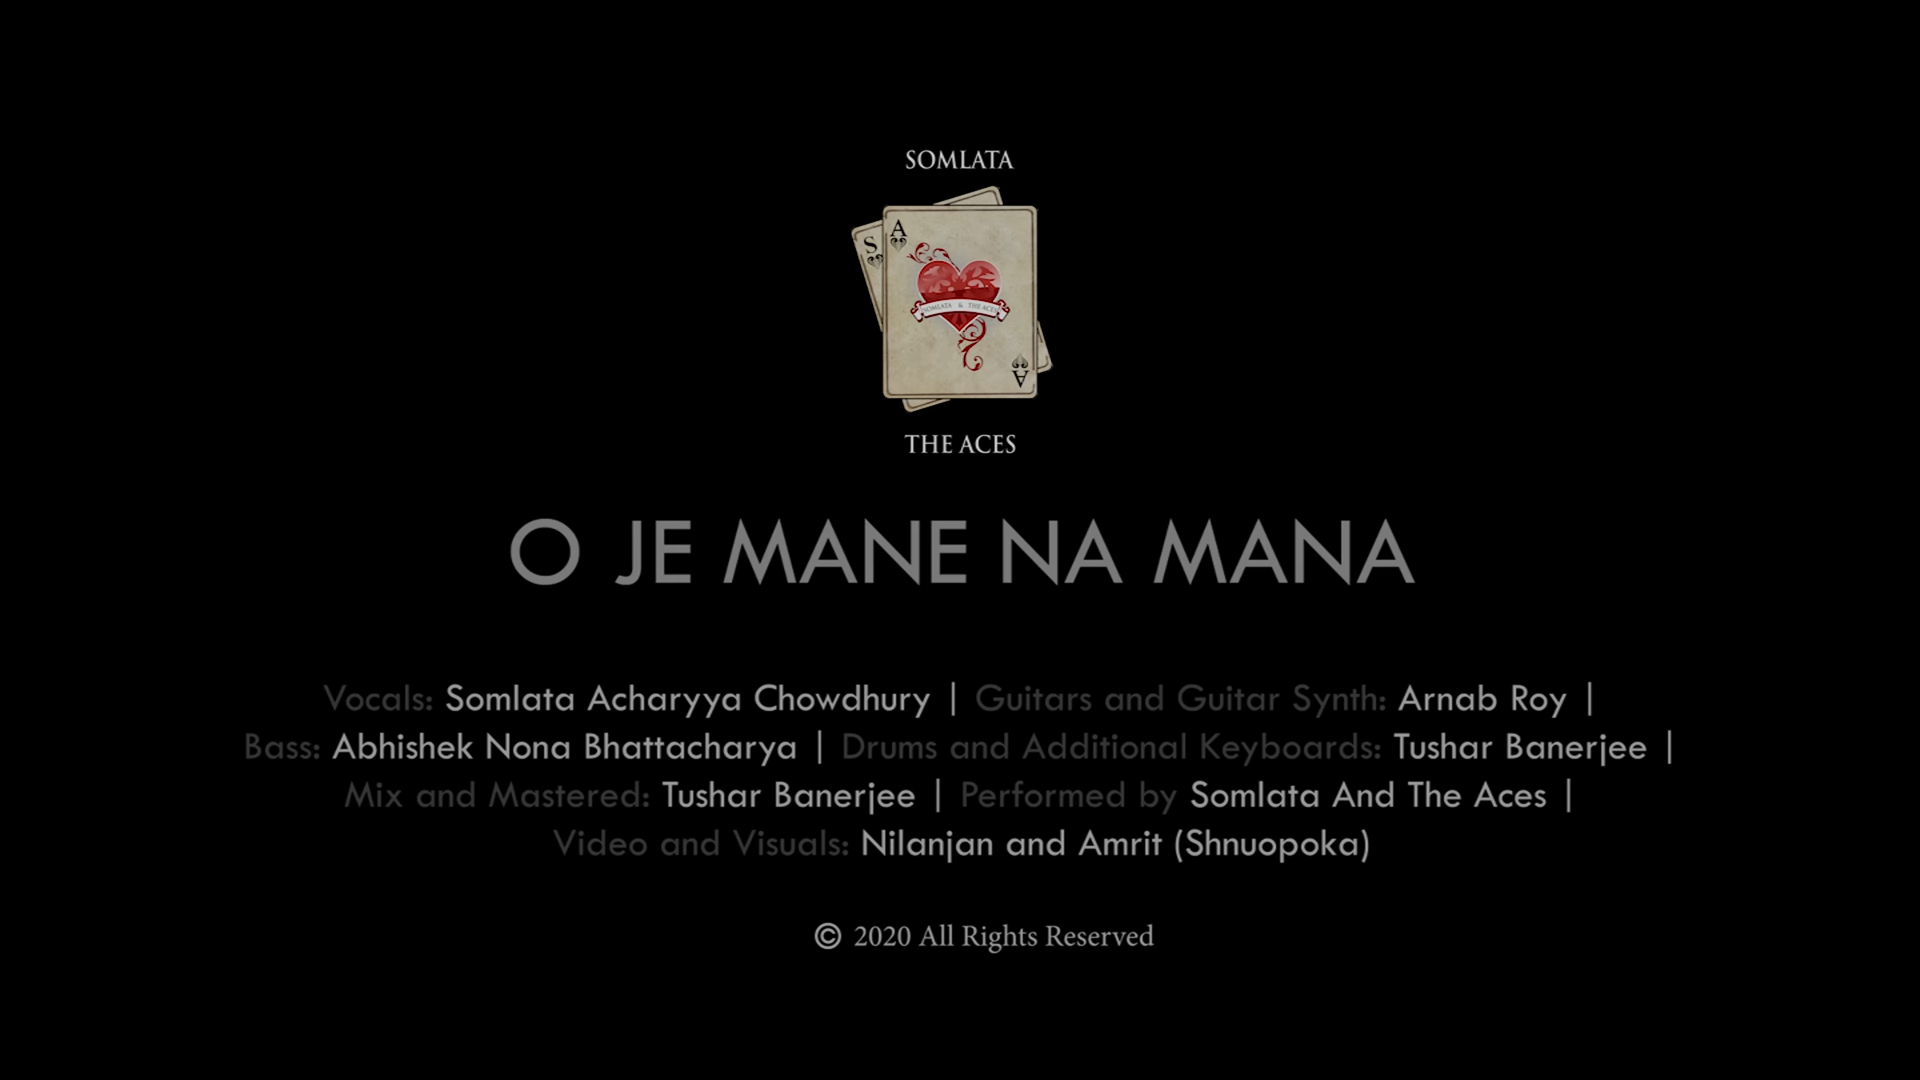 SOMLATA
A
S
SOMLATA & THE ACES
A
THE ACES
O JE MANE NA MANA
Vocals: Somlata Acharyya Chowdhury | Guitars and Guitar Synth: Arnab Roy |
Bass: Abhishek Nona Bhattacharya | Drums and Additional Keyboards: Tushar Banerjee |
Mix and Mastered: Tushar Banerjee | Performed by Somlata And The Aces |
Video and Visuals: Nilanjan and Amrit (Shnuopoka)
© 2020 All Rights Reserved